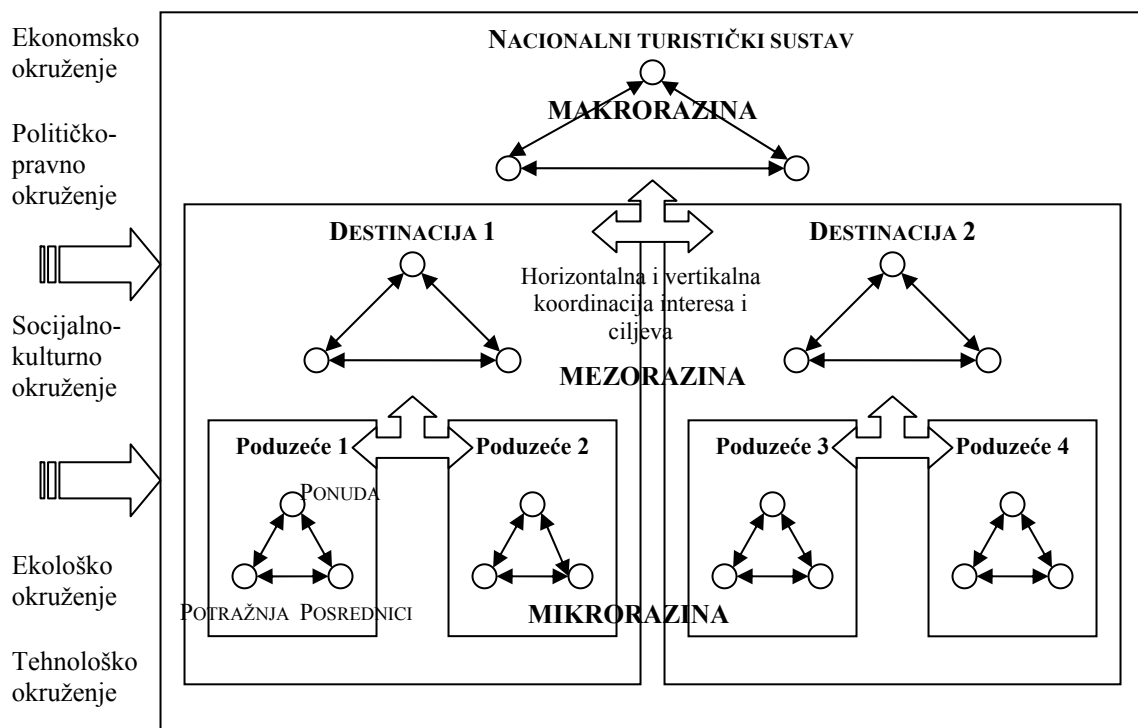 Ekonomsko
okruženje
Političko-
pravno
okruženje
Socijalno-
kulturno
okruženje
Ekološko
okruženje
Tehnološko
okruženje
NACIONALNI TURISTIČKI SUSTAV
MAKRORAZINA
DESTINACIJA 1
DESTINACIJA 2
Horizontalna i vertikalna
koordinacija interesa i
ciljeva
MEZORAZINA
Poduzeće 1
Poduzeće 2
Poduzeće 3
Poduzeće 4
PONUDA
POTRAŽNJA
POSREDNICI
MIKRORAZINA